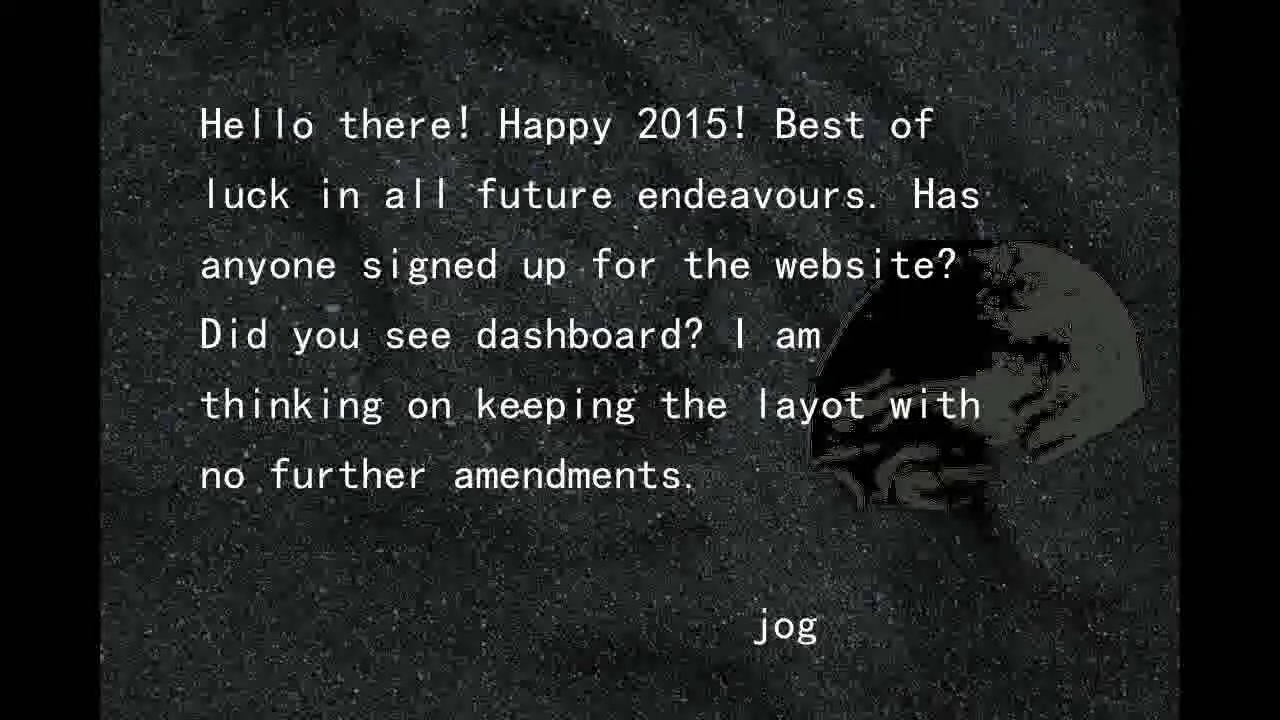 Hello there! Happy 2015! Best of
luck in all future endeavours. Has
anyone signed up for the website?
Did you see dashboard? I am
thinking on keeping the layot with
no further amendments.
jog